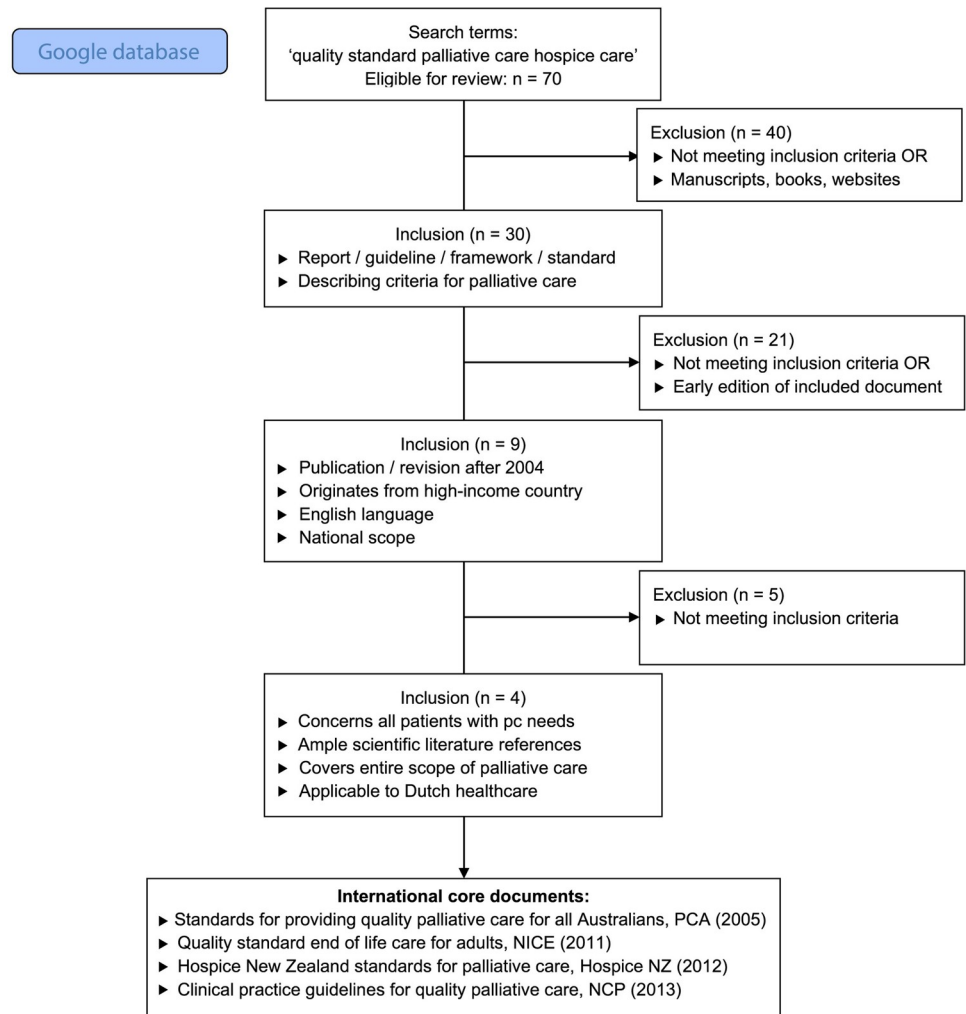 Google database
Search terms:
‘quality standard palliative care hospice care’
Eligible for review: n = 70
Exclusion (n = 40)
► Not meeting inclusion criteria OR
► Manuscripts, books, websites
Inclusion (n = 30)
► Report / guideline / framework / standard
► Describing criteria for palliative care
Exclusion (n = 21)
► Not meeting inclusion criteria OR
► Early edition of included document
Inclusion (n = 9)
► Publication / revision after 2004
► Originates from high-income country
► English language
► National scope
Exclusion (n = 5)
► Not meeting inclusion criteria
Inclusion (n = 4)
► Concerns all patients with pc needs
► Ample scientific literature references
► Covers entire scope of palliative care
► Applicable to Dutch healthcare
International core documents:
► Standards for providing quality palliative care for all Australians, PCA (2005)
► Quality standard end of life care for adults, NICE (2011)
► Hospice New Zealand standards for palliative care, Hospice NZ (2012)
► Clinical practice guidelines for quality palliative care, NCP (2013)